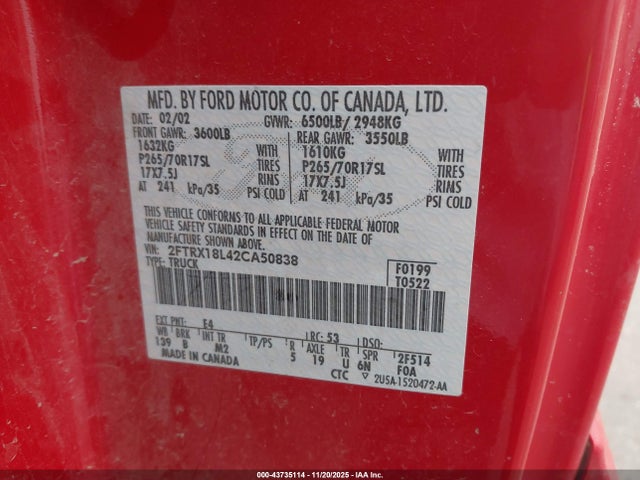 MFD. BY FORD MOTOR CO. OF CANADA, LTD.
DATE: 02/02 GVWR: 6500LB/ 2948KG
FRONT GAWR: 3600LB REAR GAWR: 3550LB
1632KG WITH 1610KG WITH
P265/70R17SL TIRES P265/70R17SL TIRES
17X7.5J RIMS 17X7.5J RIMS
AT 241 kPa/35 PSI COLD AT 241 kPa/35 PSI COLD
THIS VEHICLE CONFORMS TO ALL APPLICABLE FEDERAL MOTOR
VEHICLE SAFETY STANDARDS IN EFFECT ON THE DATE OF
MANUFACTURE SHOWN ABOVE.
VIN: 2FTRX18L42CA50838 F0199
TYPE: TRUCK T0522
EXT PNT: E4 RC: 53 DSO:
WB BRK INT TR TP/PS R AXLE TR SPR 2F514
139 B M2 5 19 U 6N F0A
MADE IN CANADA CTC 2U5A-1520472-AA
000-43735114 - 11/20/2025 - IAA Inc.